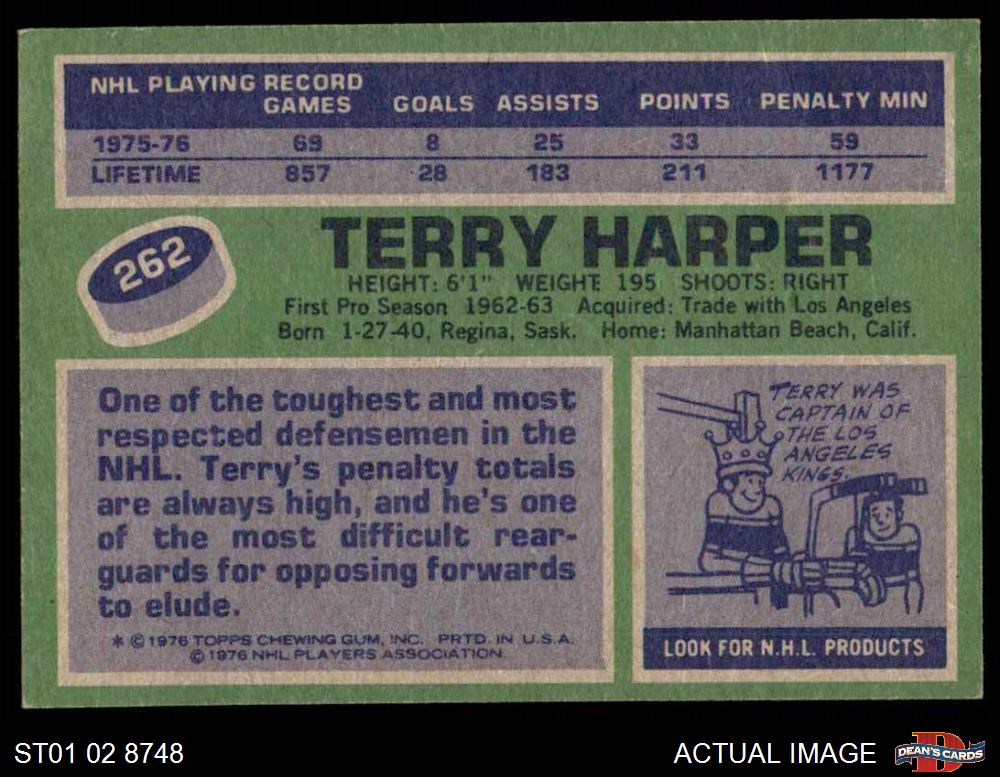 NHL PLAYING RECORD
GAMES GOALS ASSISTS POINTS PENALTY MIN
1975-76 69 8 25 33 59
LIFETIME 857 28 183 211 1177
262
TERRY HARPER
HEIGHT: 6'1" WEIGHT 195 SHOOTS: RIGHT
First Pro Season 1962-63 Acquired: Trade with Los Angeles
Born 1-27-40, Regina, Sask. Home: Manhattan Beach, Calif.
One of the toughest and most
respected defensemen in the
NHL. Terry's penalty totals
are always high, and he's one
of the most difficult rear-
guards for opposing forwards
to elude.
* © 1976 TOPPS CHEWING GUM, INC. PRTD. IN U.S.A.
© 1976 NHL PLAYERS ASSOCIATION.
TERRY WAS
CAPTAIN OF
THE LOS
ANGELES
KINGS.
LOOK FOR N.H.L. PRODUCTS
ST01 02 8748
ACTUAL IMAGE
D
DEAN'S CARDS